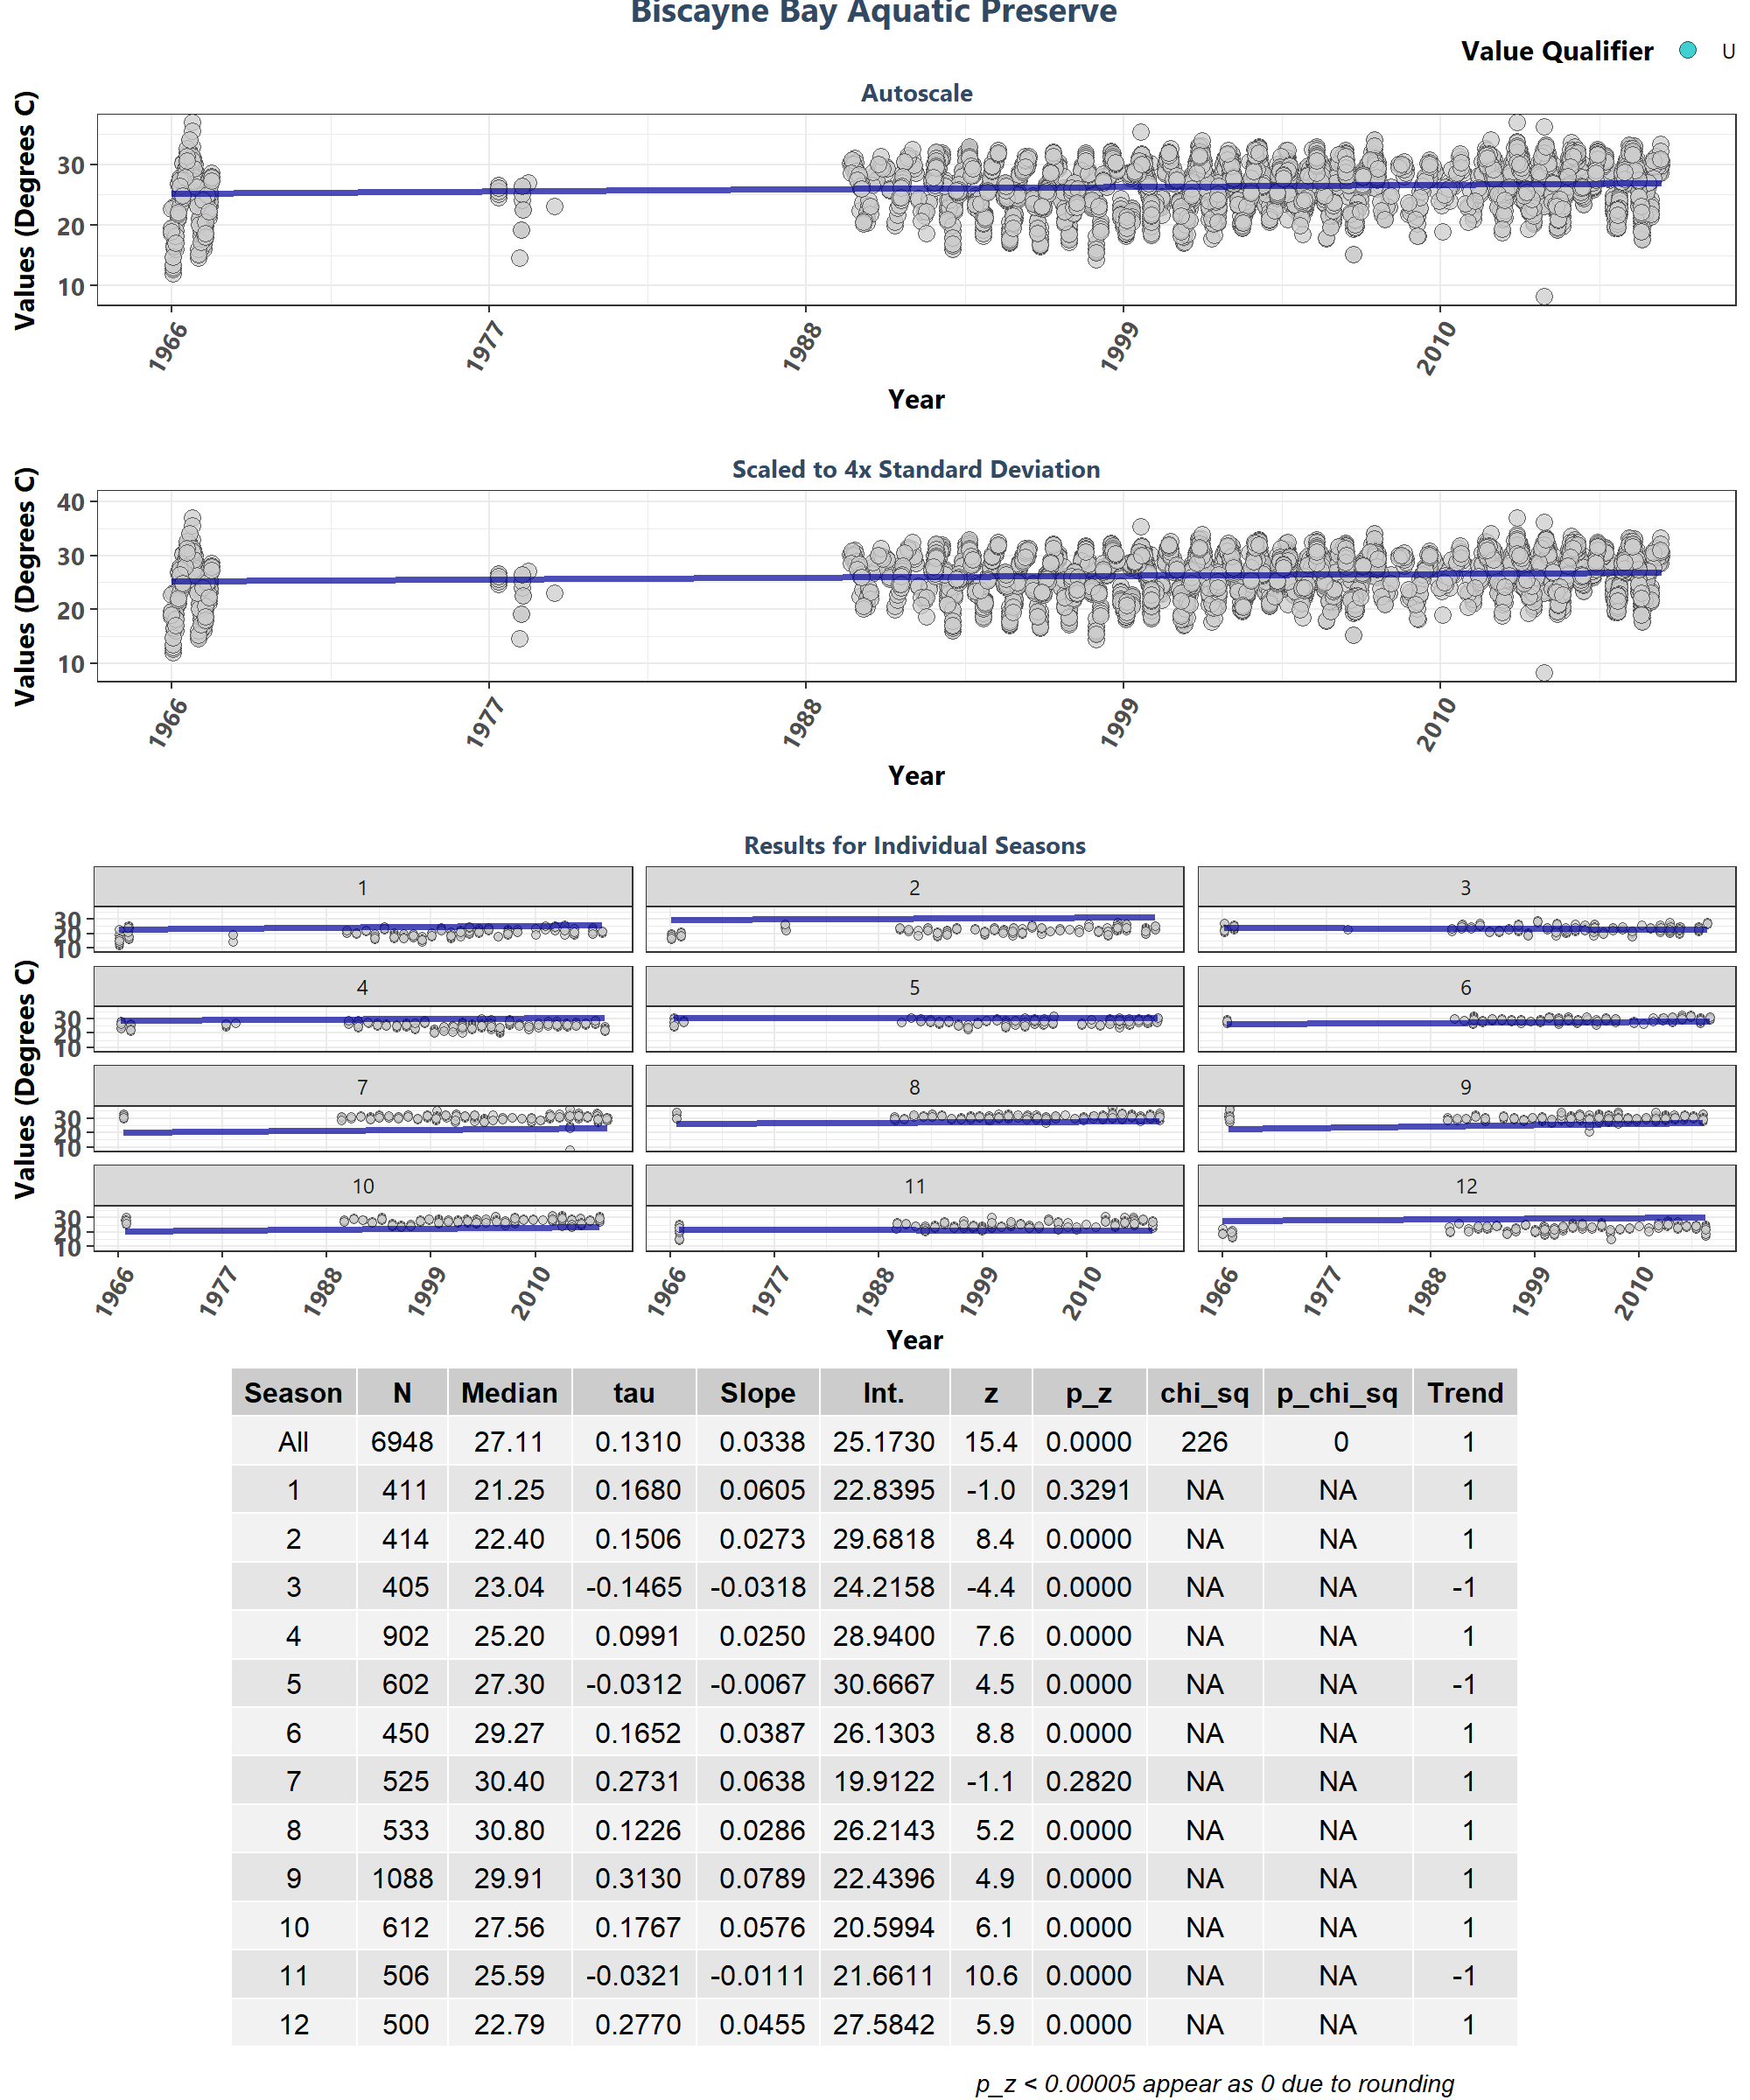 Biscayne Bay Aquatic Preserve
Value Qualifier U
Autoscale
Values (Degrees C)
30
20
10
1966 1977 1988 1999 2010
Year
Scaled to 4x Standard Deviation
Values (Degrees C)
40
30
20
10
1966 1977 1988 1999 2010
Year
Results for Individual Seasons
Values (Degrees C)
1 2 3
30
20
10
4 5 6
30
20
10
7 8 9
30
20
10
10 11 12
30
20
10
1966 1977 1988 1999 2010 1966 1977 1988 1999 2010 1966 1977 1988 1999 2010
Year
Season N Median tau Slope Int. z p_z chi_sq p_chi_sq Trend
All 6948 27.11 0.1310 0.0338 25.1730 15.4 0.0000 226 0 1
1 411 21.25 0.1680 0.0605 22.8395 -1.0 0.3291 NA NA 1
2 414 22.40 0.1506 0.0273 29.6818 8.4 0.0000 NA NA 1
3 405 23.04 -0.1465 -0.0318 24.2158 -4.4 0.0000 NA NA -1
4 902 25.20 0.0991 0.0250 28.9400 7.6 0.0000 NA NA 1
5 602 27.30 -0.0312 -0.0067 30.6667 4.5 0.0000 NA NA -1
6 450 29.27 0.1652 0.0387 26.1303 8.8 0.0000 NA NA 1
7 525 30.40 0.2731 0.0638 19.9122 -1.1 0.2820 NA NA 1
8 533 30.80 0.1226 0.0286 26.2143 5.2 0.0000 NA NA 1
9 1088 29.91 0.3130 0.0789 22.4396 4.9 0.0000 NA NA 1
10 612 27.56 0.1767 0.0576 20.5994 6.1 0.0000 NA NA 1
11 506 25.59 -0.0321 -0.0111 21.6611 10.6 0.0000 NA NA -1
12 500 22.79 0.2770 0.0455 27.5842 5.9 0.0000 NA NA 1
p_z < 0.00005 appear as 0 due to rounding